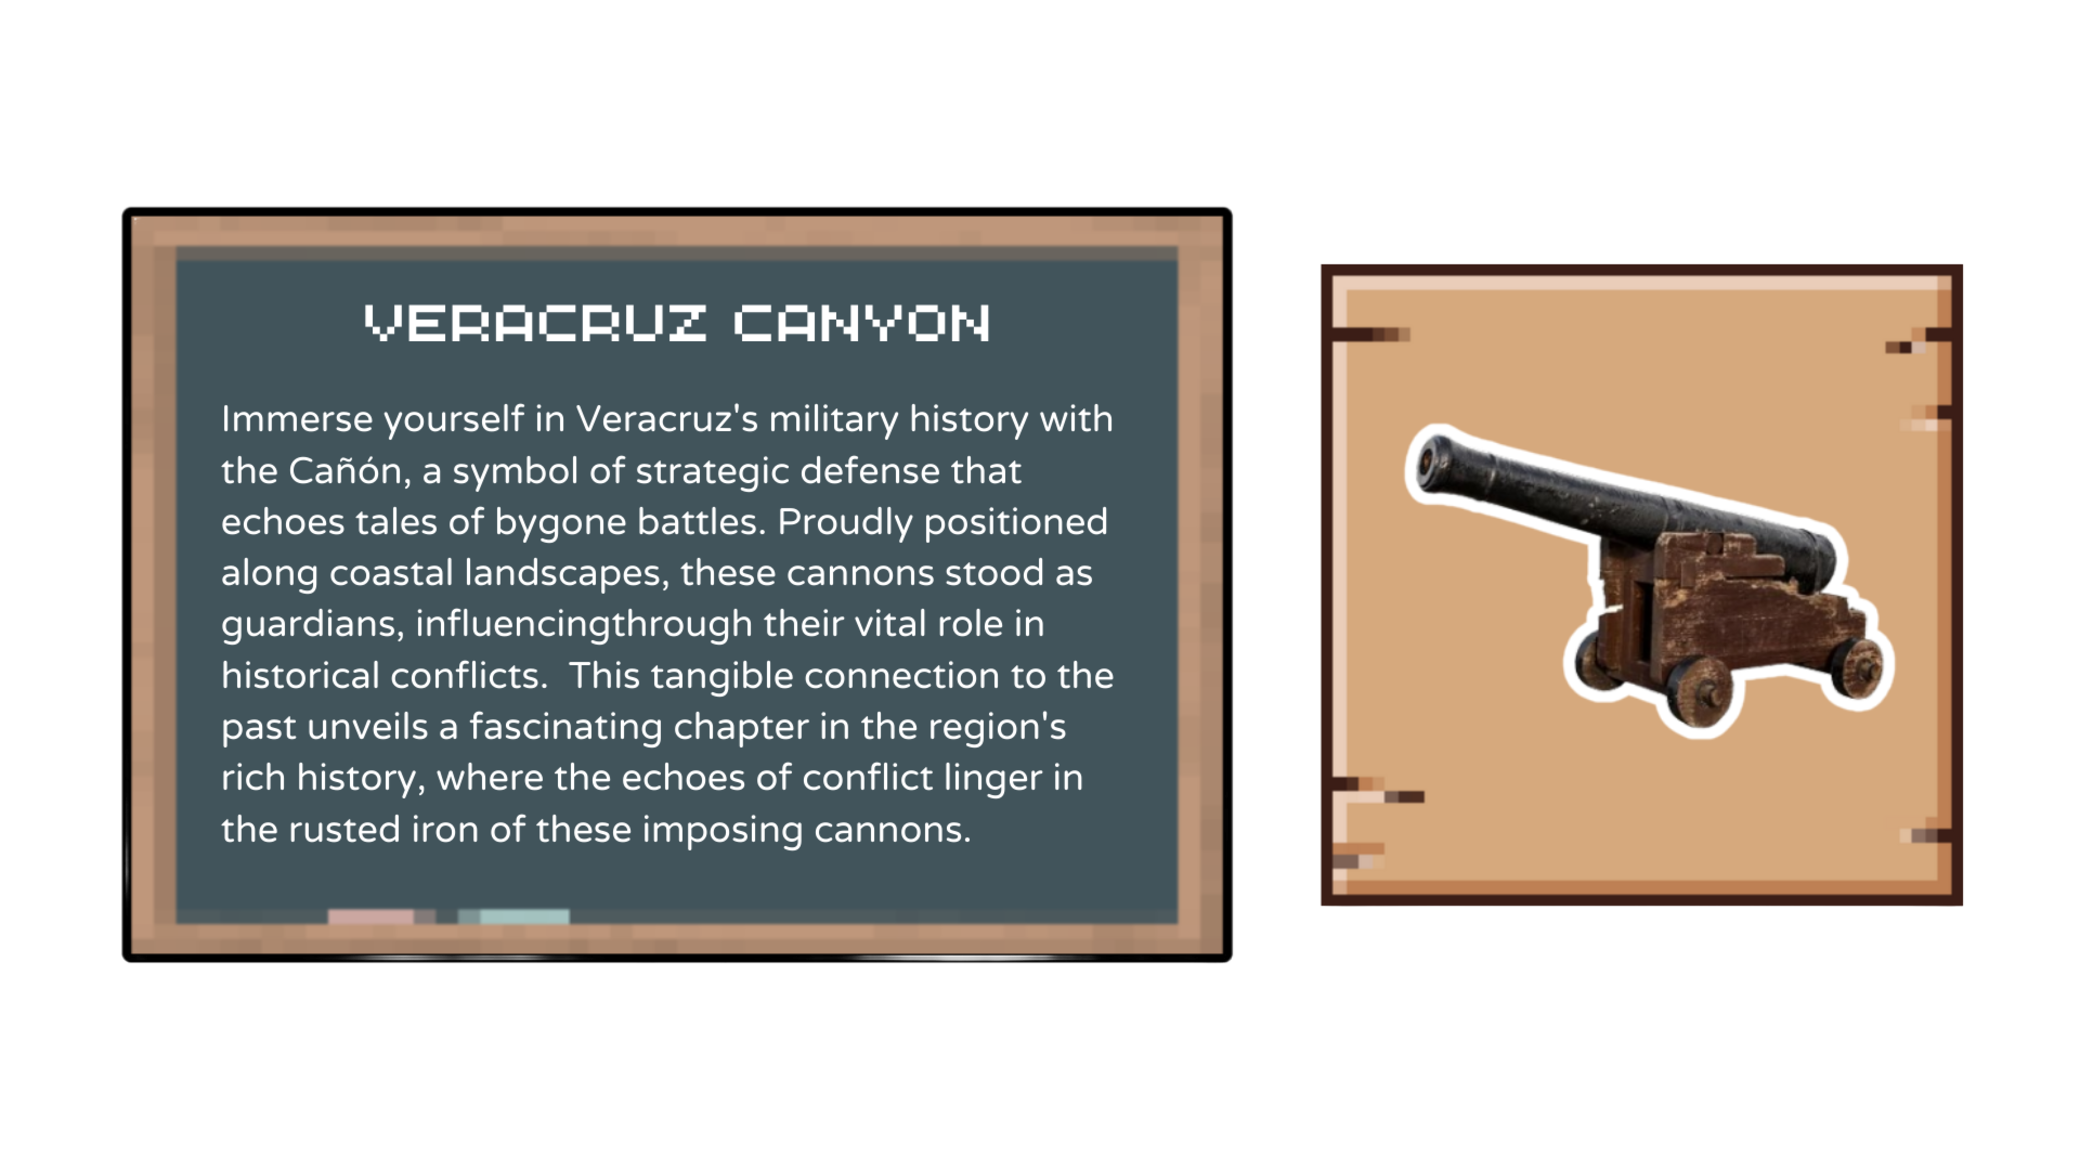 VERACRUZ CANYON
Immerse yourself in Veracruz's military history with
the Cañón, a symbol of strategic defense that
echoes tales of bygone battles. Proudly positioned
along coastal landscapes, these cannons stood as
guardians, influencingthrough their vital role in
historical conflicts.  This tangible connection to the
past unveils a fascinating chapter in the region's
rich history, where the echoes of conflict linger in
the rusted iron of these imposing cannons.